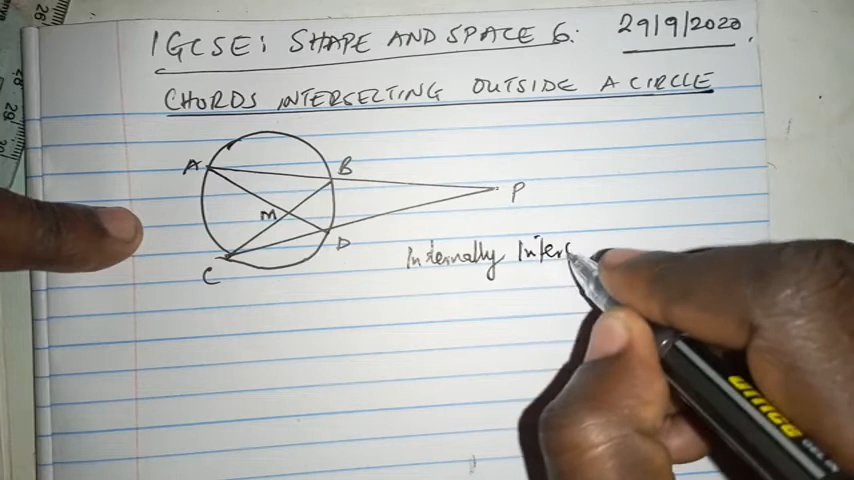 IGCSE: SHAPE AND SPACE 6. 29/9/2020.
CHORDS INTERSECTING OUTSIDE A CIRCLE
A B
P
M
D
C
Internally Inters